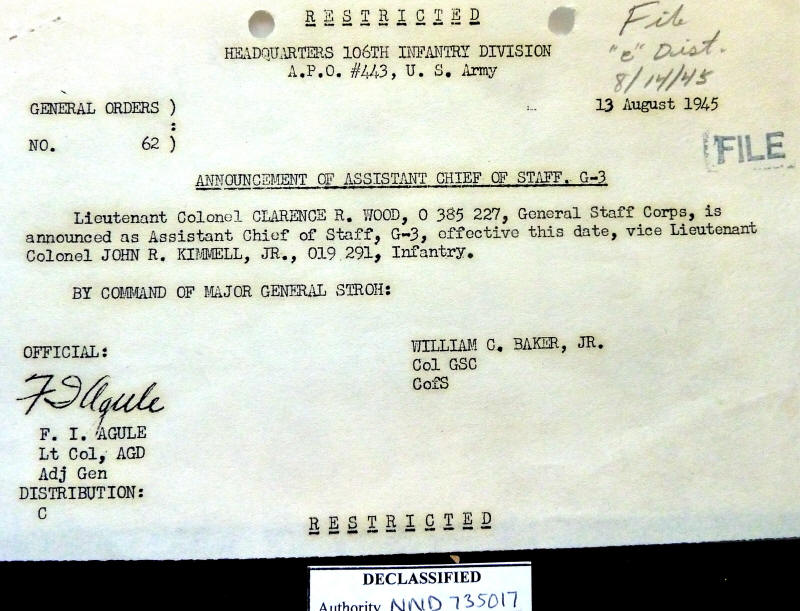 R E S T R I C T E D
File
"C" Dist.
8/14/45
HEADQUARTERS 106TH INFANTRY DIVISION
A.P.O. #443, U. S. Army
13 August 1945
GENERAL ORDERS )
:
NO. 62 )
FILE
ANNOUNCEMENT OF ASSISTANT CHIEF OF STAFF, G-3
Lieutenant Colonel CLARENCE R. WOOD, O 385 227, General Staff Corps, is
announced as Assistant Chief of Staff, G-3, effective this date, vice Lieutenant
Colonel JOHN R. KIMMELL, JR., O19 291, Infantry.
BY COMMAND OF MAJOR GENERAL STROH:
WILLIAM C. BAKER, JR.
Col GSC
CofS
OFFICIAL:
F I Agule
F. I. AGULE
Lt Col, AGD
Adj Gen
DISTRIBUTION:
C
R E S T R I C T E D
DECLASSIFIED
Authority NND 735017